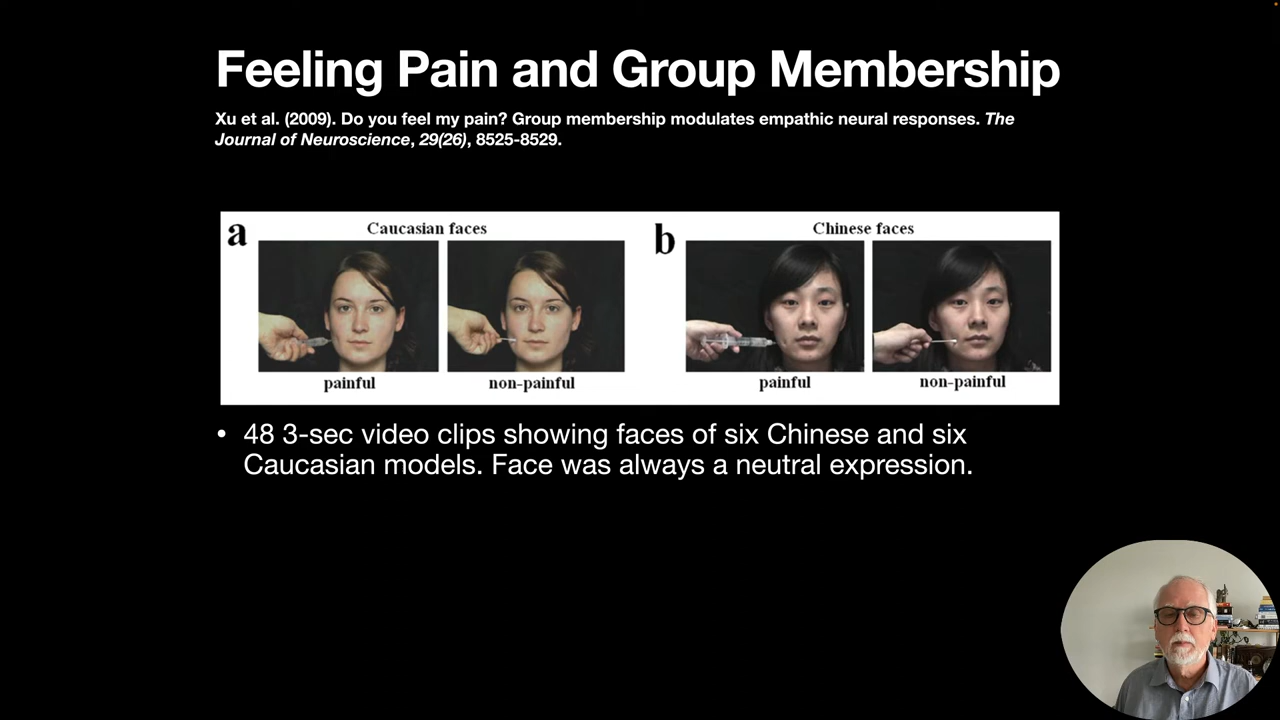 Feeling Pain and Group Membership
Xu et al. (2009). Do you feel my pain? Group membership modulates empathic neural responses. The
Journal of Neuroscience, 29(26), 8525-8529.
a
Caucasian faces
painful
non-painful
b
Chinese faces
painful
non-painful
• 48 3-sec video clips showing faces of six Chinese and six
Caucasian models. Face was always a neutral expression.